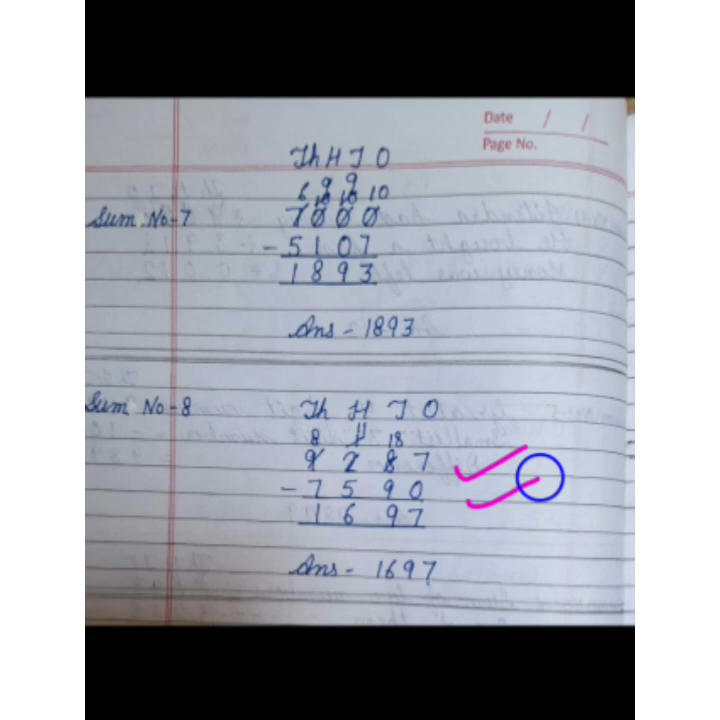 Date / /
Page No.
Th H T O
9 9
6 10 10 10
Sum No-7 7 0 0 0
- 5 1 0 7
1 8 9 3
Ans - 1893
Sum No-8 Th H T O
8 11 18
9 2 8 7
- 7 5 9 0
1 6 9 7
Ans - 1697